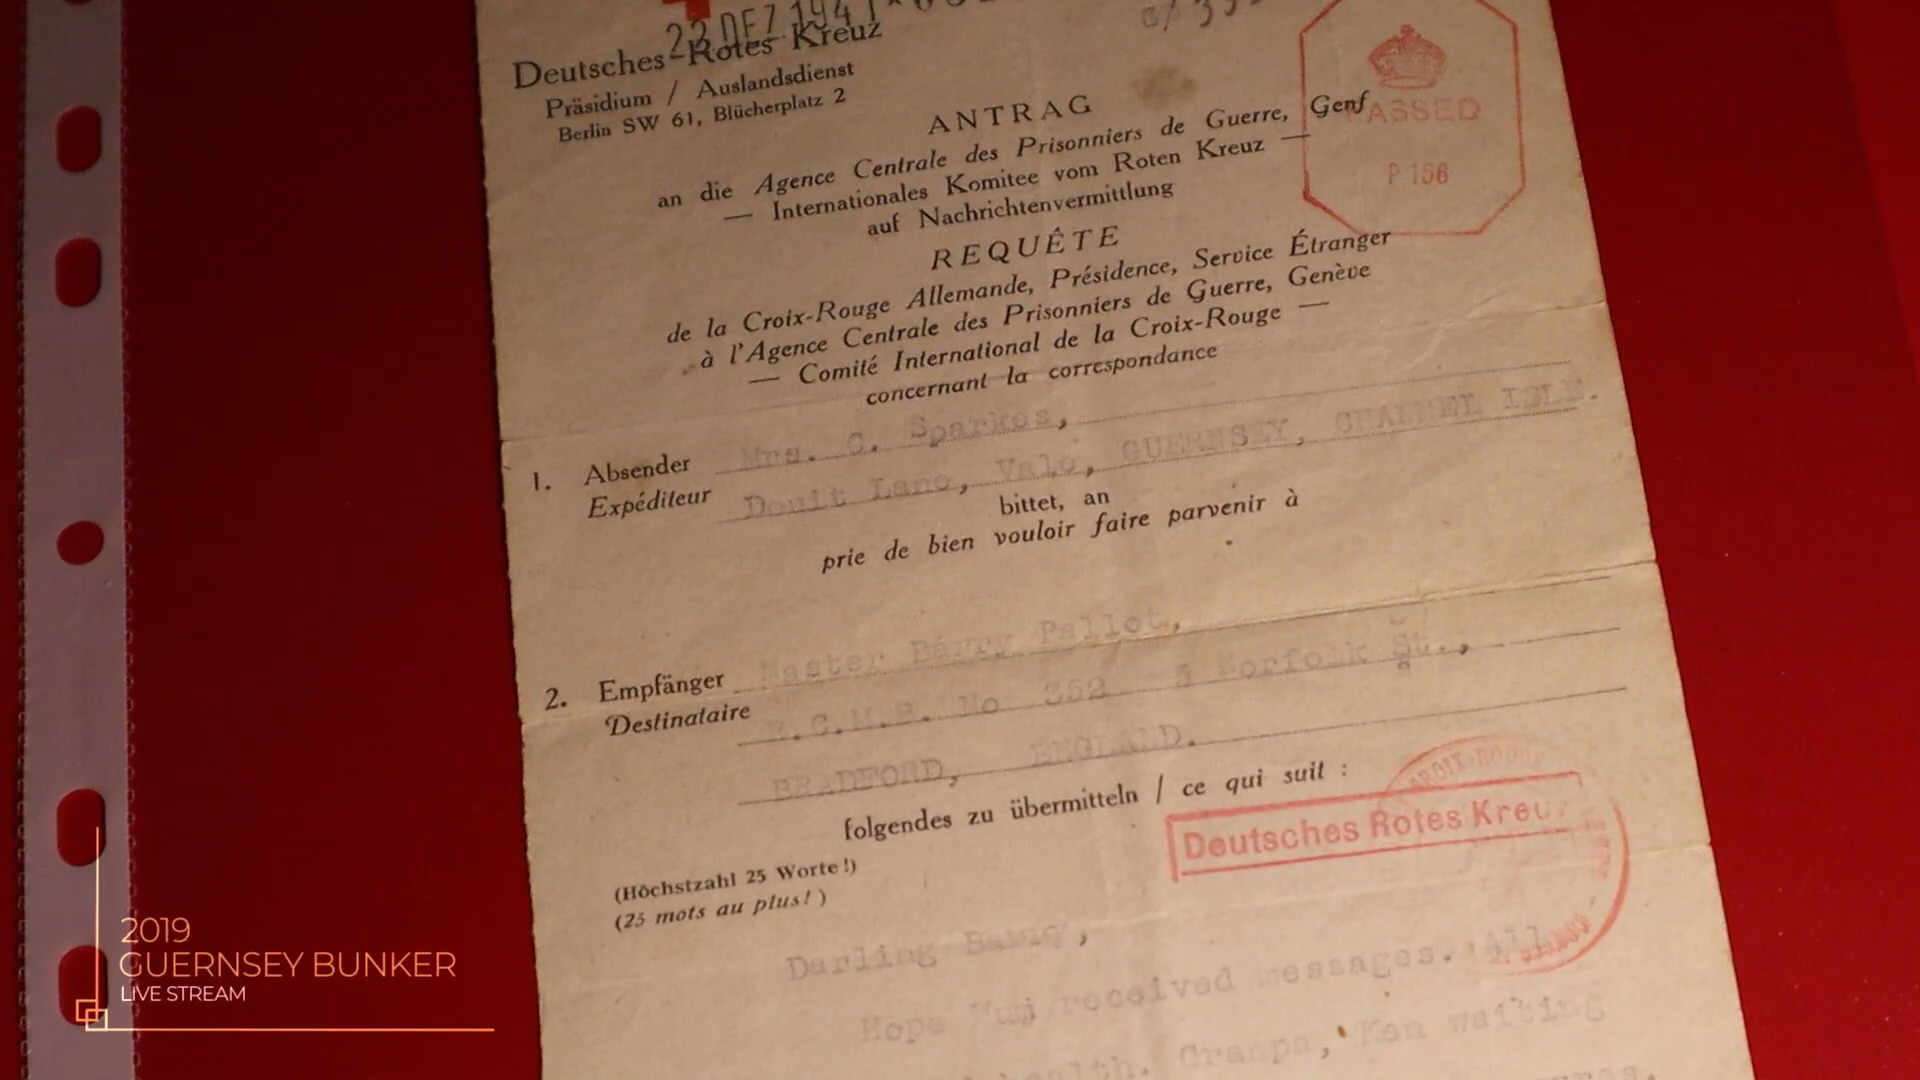 23 DEZ 1941
Deutsches Rotes Kreuz
Präsidium / Auslandsdienst
Berlin SW 61, Blücherplatz 2
PASSED
P.156
ANTRAG
an die Agence Centrale des Prisonniers de Guerre, Genf
— Internationales Komitee vom Roten Kreuz —
auf Nachrichtenvermittlung
REQUÊTE
de la Croix-Rouge Allemande, Présidence, Service Étranger
à l'Agence Centrale des Prisonniers de Guerre, Genève
— Comité International de la Croix-Rouge —
concernant la correspondance
1. Absender Mrs. C. Sparkes,
Expéditeur Douit Lane, Vale, GUERNSEY, CHANNEL ISLE.
bittet, an
prie de bien vouloir faire parvenir à
2. Empfänger Master Barry Pallot,
Destinataire R.C.M.B. No 352 5 Norfolk St.,
BRADFORD, ENGLAND.
folgendes zu übermitteln / ce qui suit :
Deutsches Rotes Kreuz
(Höchstzahl 25 Worte!)
(25 mots au plus!)
Darling Barry,
Hope Mum received messages. All
health. Granpa, Ken waiting
2019
GUERNSEY BUNKER
LIVE STREAM